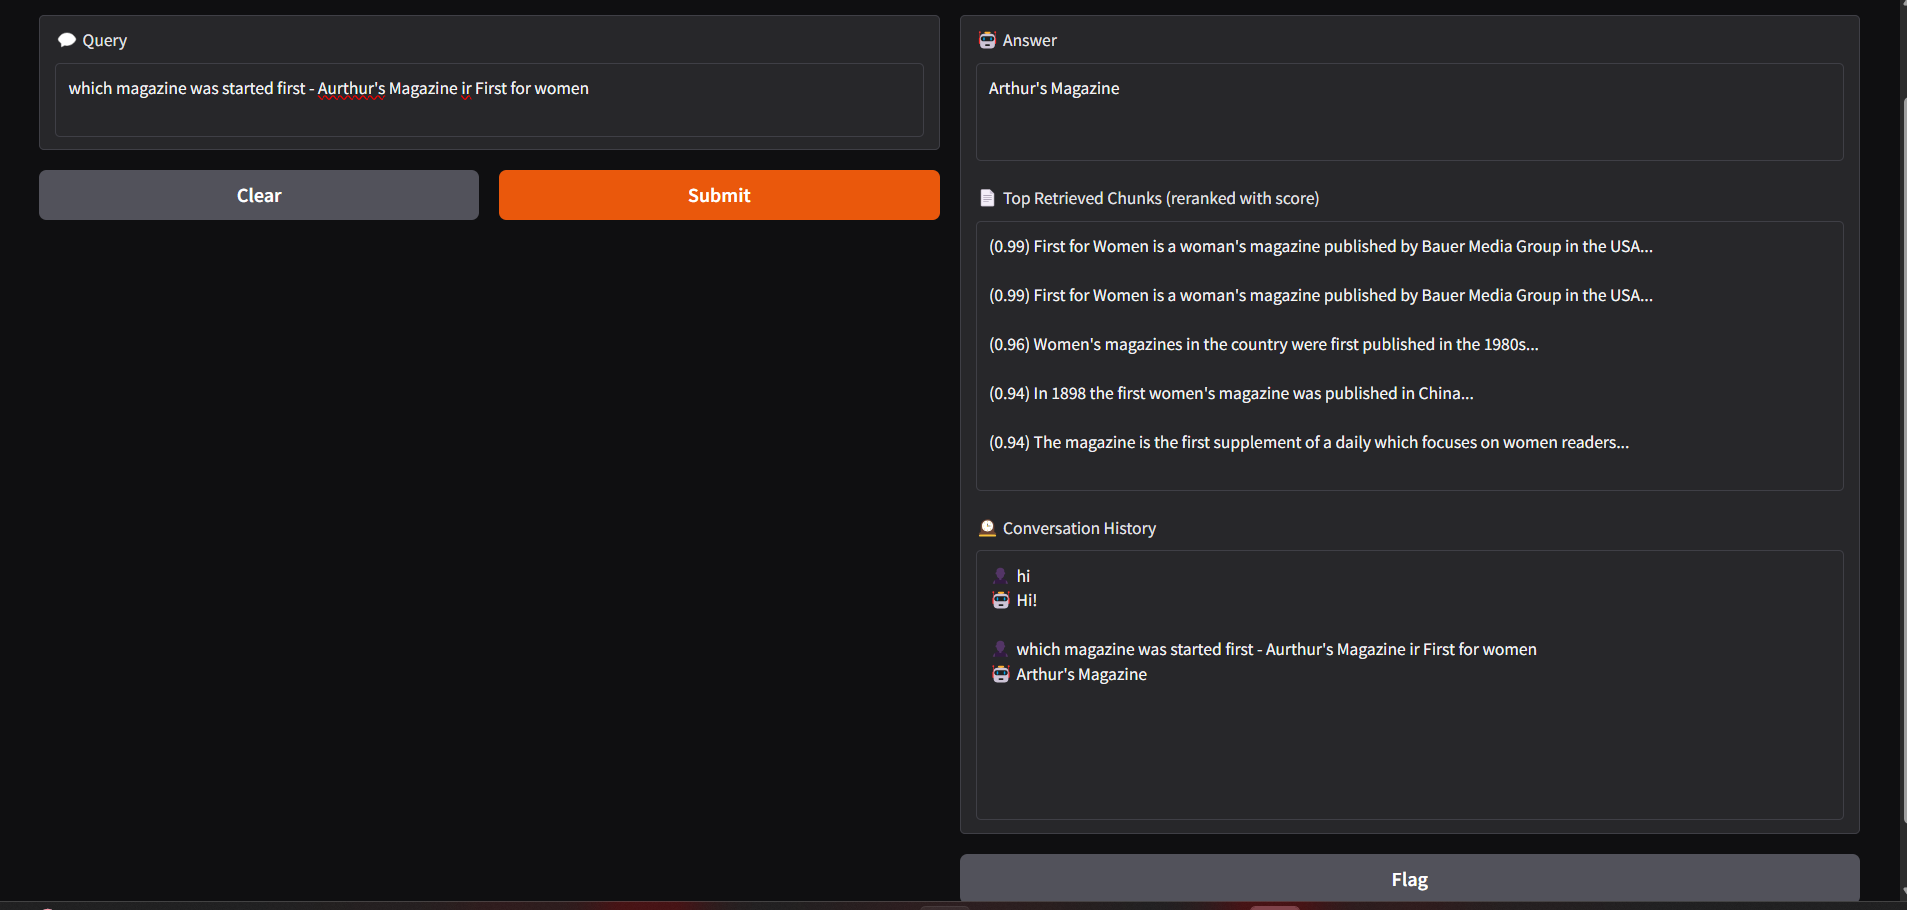 Query
which magazine was started first - Aurthur's Magazine ir First for women
Clear
Submit
Answer
Arthur's Magazine
Top Retrieved Chunks (reranked with score)
(0.99) First for Women is a woman's magazine published by Bauer Media Group in the USA...
(0.99) First for Women is a woman's magazine published by Bauer Media Group in the USA...
(0.96) Women's magazines in the country were first published in the 1980s...
(0.94) In 1898 the first women's magazine was published in China...
(0.94) The magazine is the first supplement of a daily which focuses on women readers...
Conversation History
hi
Hi!
which magazine was started first - Aurthur's Magazine ir First for women
Arthur's Magazine
Flag